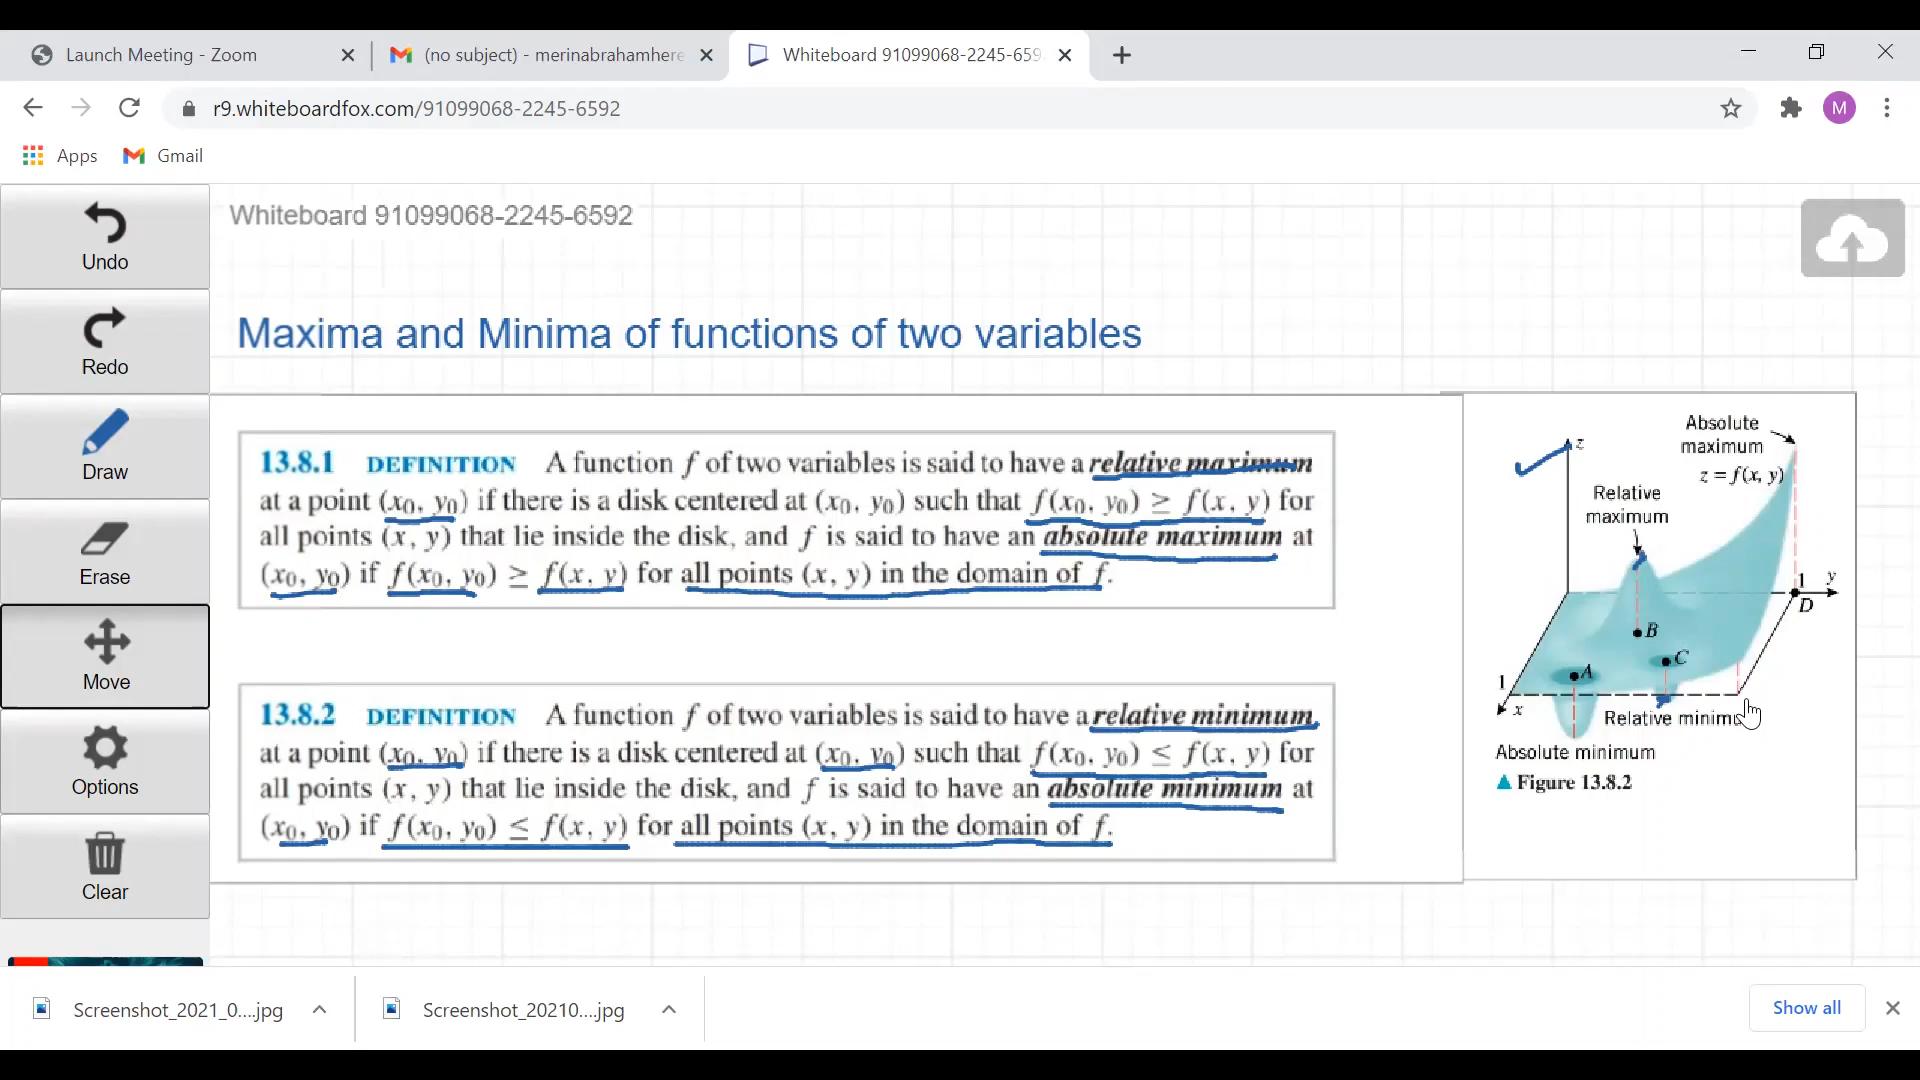 Launch Meeting - Zoom
(no subject) - merinabrahamhere
Whiteboard 91099068-2245-659
r9.whiteboardfox.com/91099068-2245-6592
M
Apps
Gmail
Undo
Redo
Draw
Erase
Move
Options
Clear
Whiteboard 91099068-2245-6592
Maxima and Minima of functions of two variables
13.8.1 DEFINITION A function f of two variables is said to have a relative maximum
at a point (x₀, y₀) if there is a disk centered at (x₀, y₀) such that f(x₀, y₀) ≥ f(x, y) for
all points (x, y) that lie inside the disk, and f is said to have an absolute maximum at
(x₀, y₀) if f(x₀, y₀) ≥ f(x, y) for all points (x, y) in the domain of f.
13.8.2 DEFINITION A function f of two variables is said to have a relative minimum
at a point (x₀, y₀) if there is a disk centered at (x₀, y₀) such that f(x₀, y₀) ≤ f(x, y) for
all points (x, y) that lie inside the disk, and f is said to have an absolute minimum at
(x₀, y₀) if f(x₀, y₀) ≤ f(x, y) for all points (x, y) in the domain of f.
Absolute
maximum
z = f(x, y)
z
Relative
maximum
1 y
D
B
C
A
1
x
Relative
Absolute minimum
▲ Figure 13.8.2
Screenshot_2021_0....jpg
Screenshot_20210....jpg
Show all